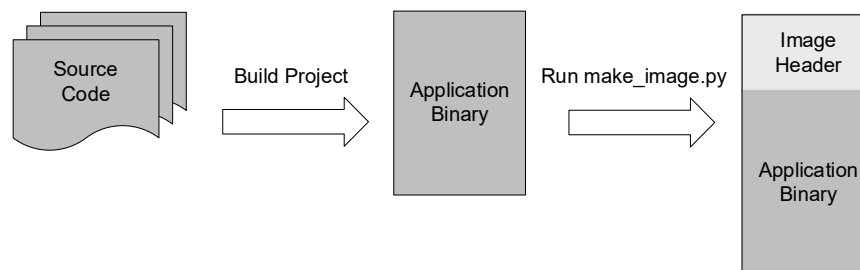 Source
Code
Build Project
Application
Binary
Run make_image.py
Image
Header
Application
Binary